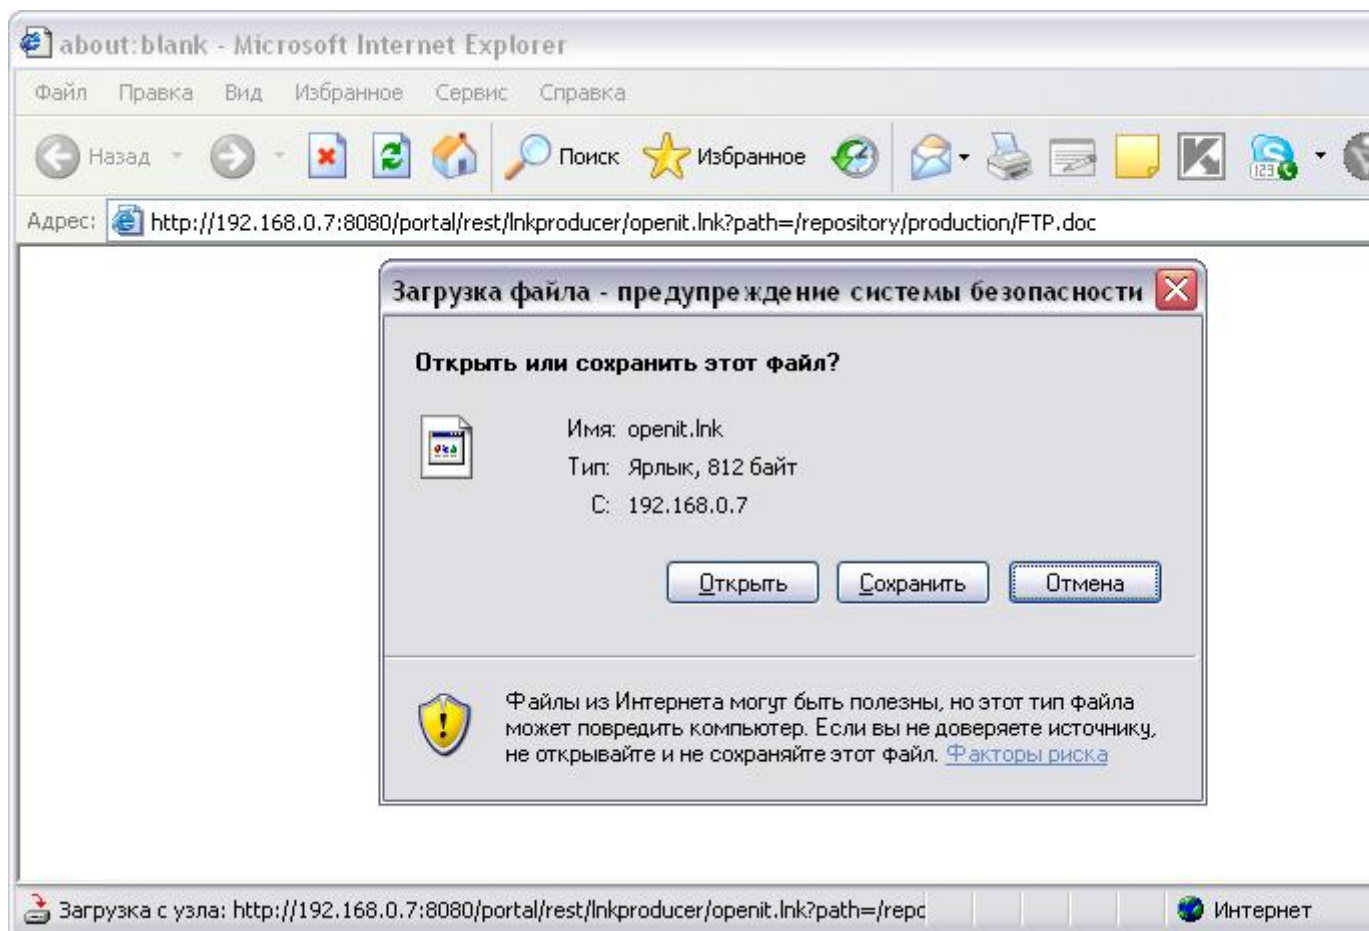 about:blank - Microsoft Internet Explorer
Файл Правка Вид Избранное Сервис Справка
Назад Поиск Избранное 123
Адрес: http://192.168.0.7:8080/portal/rest/lnkproducer/openit.lnk?path=/repository/production/FTP.doc
Загрузка файла - предупреждение системы безопасности
Открыть или сохранить этот файл?
Имя: openit.lnk
Тип: Ярлык, 812 байт
С: 192.168.0.7
Открыть Сохранить Отмена
Файлы из Интернета могут быть полезны, но этот тип файла
может повредить компьютер. Если вы не доверяете источнику,
не открывайте и не сохраняйте этот файл. Факторы риска
Загрузка с узла: http://192.168.0.7:8080/portal/rest/lnkproducer/openit.lnk?path=/repo Интернет